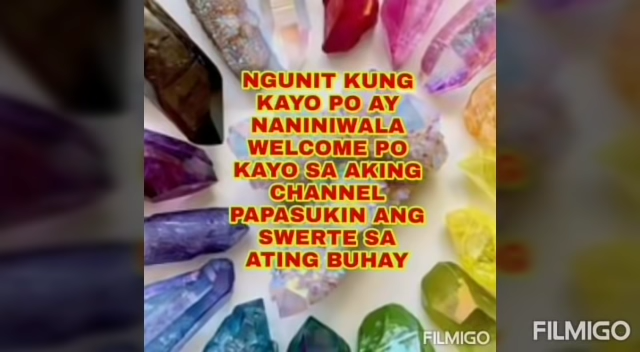 NGUNIT KUNG
KAYO PO AY
NANINIWALA
WELCOME PO
KAYO SA AKING
CHANNEL
PAPASUKIN ANG
SWERTE SA
ATING BUHAY
FILMIGO
FILMIGO